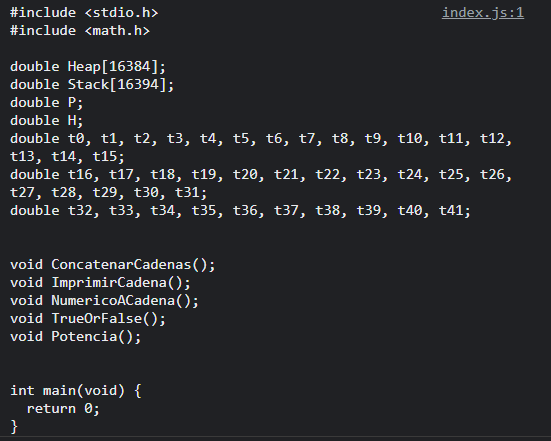 #include <stdio.h> index.js:1
#include <math.h>
double Heap[16384];
double Stack[16394];
double P;
double H;
double t0, t1, t2, t3, t4, t5, t6, t7, t8, t9, t10, t11, t12,
t13, t14, t15;
double t16, t17, t18, t19, t20, t21, t22, t23, t24, t25, t26,
t27, t28, t29, t30, t31;
double t32, t33, t34, t35, t36, t37, t38, t39, t40, t41;
void ConcatenarCadenas();
void ImprimirCadena();
void NumericoACadena();
void TrueOrFalse();
void Potencia();
int main(void) {
  return 0;
}